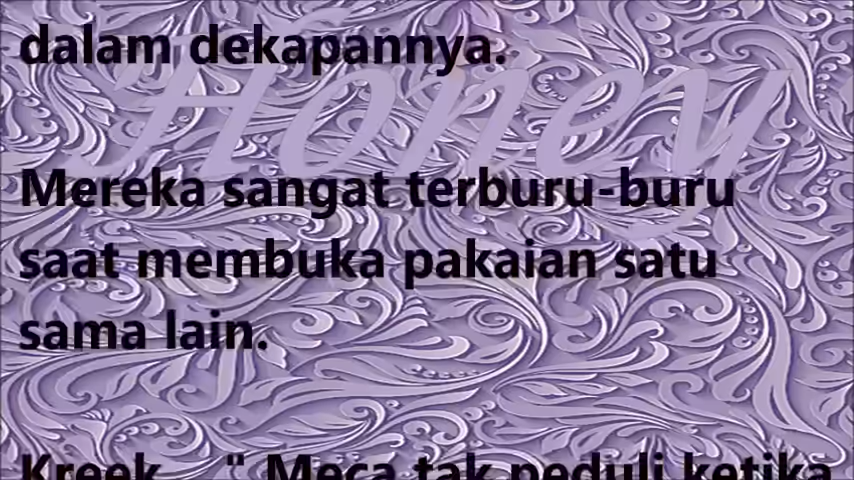 dalam dekapannya.
Honey
Mereka sangat terburu-buru
saat membuka pakaian satu
sama lain.
Kreek... " Meca tak peduli ketika